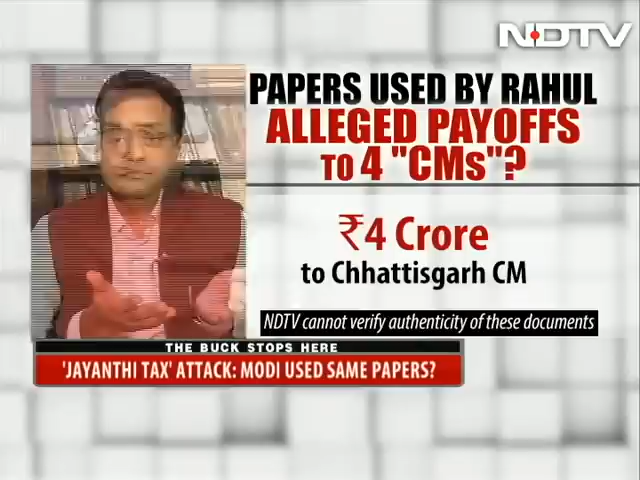 NDTV
PAPERS USED BY RAHUL
ALLEGED PAYOFFS
TO 4 "CMs"?
₹4 Crore
to Chhattisgarh CM
NDTV cannot verify authenticity of these documents
THE BUCK STOPS HERE
'JAYANTHI TAX' ATTACK: MODI USED SAME PAPERS?